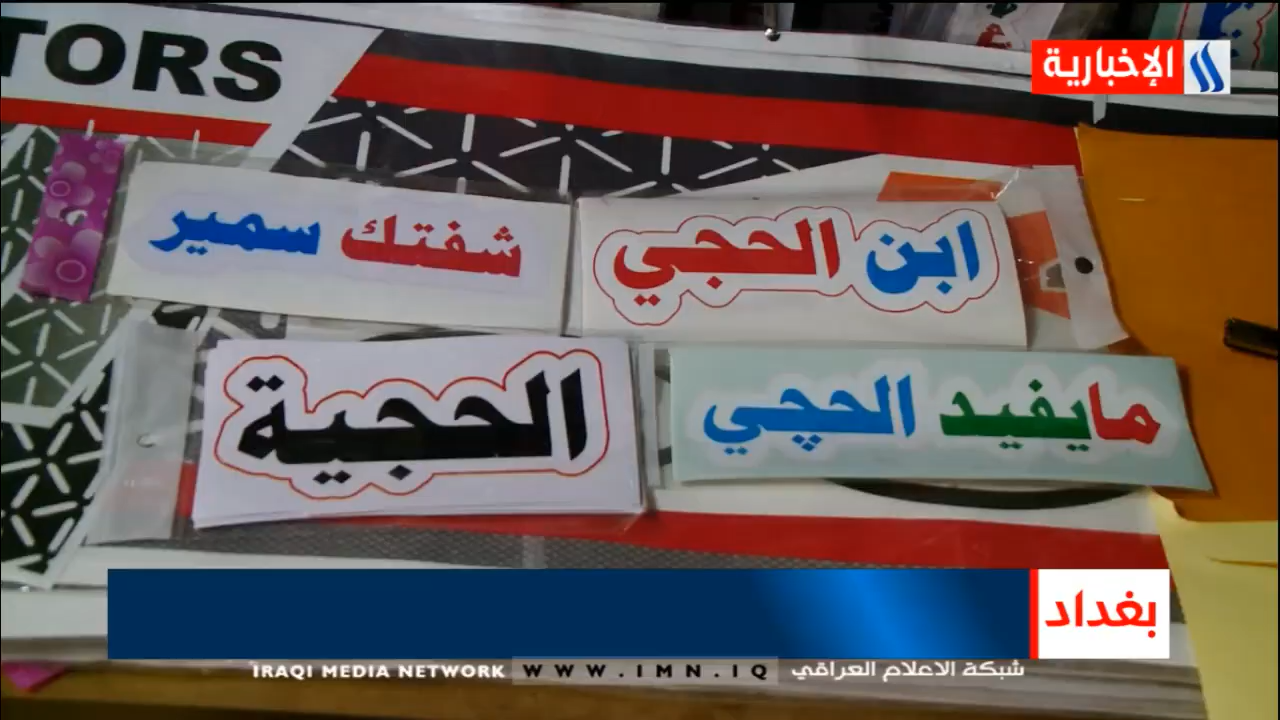 TORS
الإخبارية
شفتك سمير
ابن الحجي
الحجية
مايفيد الحچي
بغداد
IRAQI MEDIA NETWORK WWW.IMN.IQ شبكة الاعلام العراقي